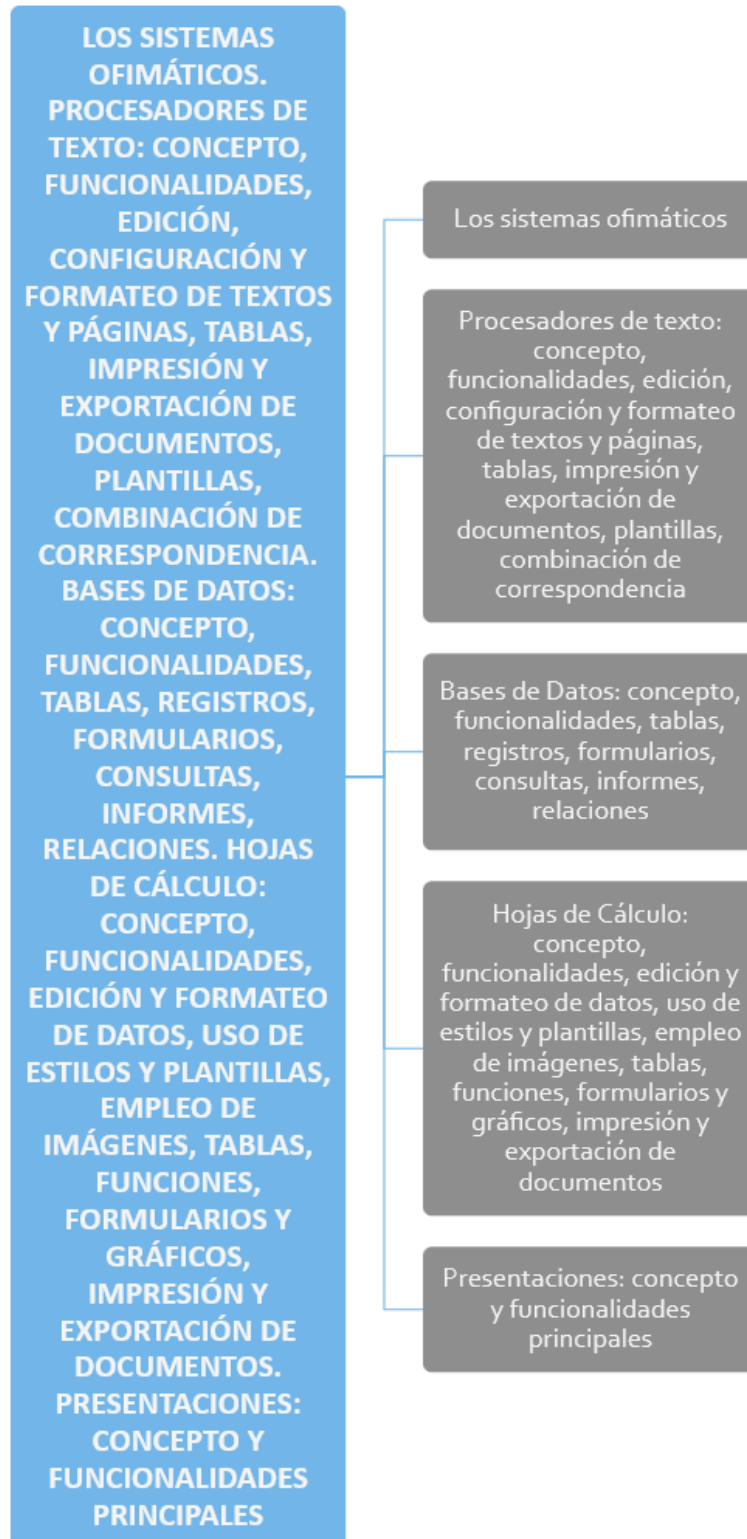 LOS SISTEMAS
OFIMÁTICOS.
PROCESADORES DE
TEXTO: CONCEPTO,
FUNCIONALIDADES,
EDICIÓN,
CONFIGURACIÓN Y
FORMATEO DE TEXTOS
Y PÁGINAS, TABLAS,
IMPRESIÓN Y
EXPORTACIÓN DE
DOCUMENTOS,
PLANTILLAS,
COMBINACIÓN DE
CORRESPONDENCIA.
BASES DE DATOS:
CONCEPTO,
FUNCIONALIDADES,
TABLAS, REGISTROS,
FORMULARIOS,
CONSULTAS,
INFORMES,
RELACIONES. HOJAS
DE CÁLCULO:
CONCEPTO,
FUNCIONALIDADES,
EDICIÓN Y FORMATEO
DE DATOS, USO DE
ESTILOS Y PLANTILLAS,
EMPLEO DE
IMÁGENES, TABLAS,
FUNCIONES,
FORMULARIOS Y
GRÁFICOS,
IMPRESIÓN Y
EXPORTACIÓN DE
DOCUMENTOS.
PRESENTACIONES:
CONCEPTO Y
FUNCIONALIDADES
PRINCIPALES
Los sistemas ofimáticos
Procesadores de texto:
concepto,
funcionalidades, edición,
configuración y formateo
de textos y páginas,
tablas, impresión y
exportación de
documentos, plantillas,
combinación de
correspondencia
Bases de Datos: concepto,
funcionalidades, tablas,
registros, formularios,
consultas, informes,
relaciones
Hojas de Cálculo:
concepto,
funcionalidades, edición y
formateo de datos, uso de
estilos y plantillas, empleo
de imágenes, tablas,
funciones, formularios y
gráficos, impresión y
exportación de
documentos
Presentaciones: concepto
y funcionalidades
principales